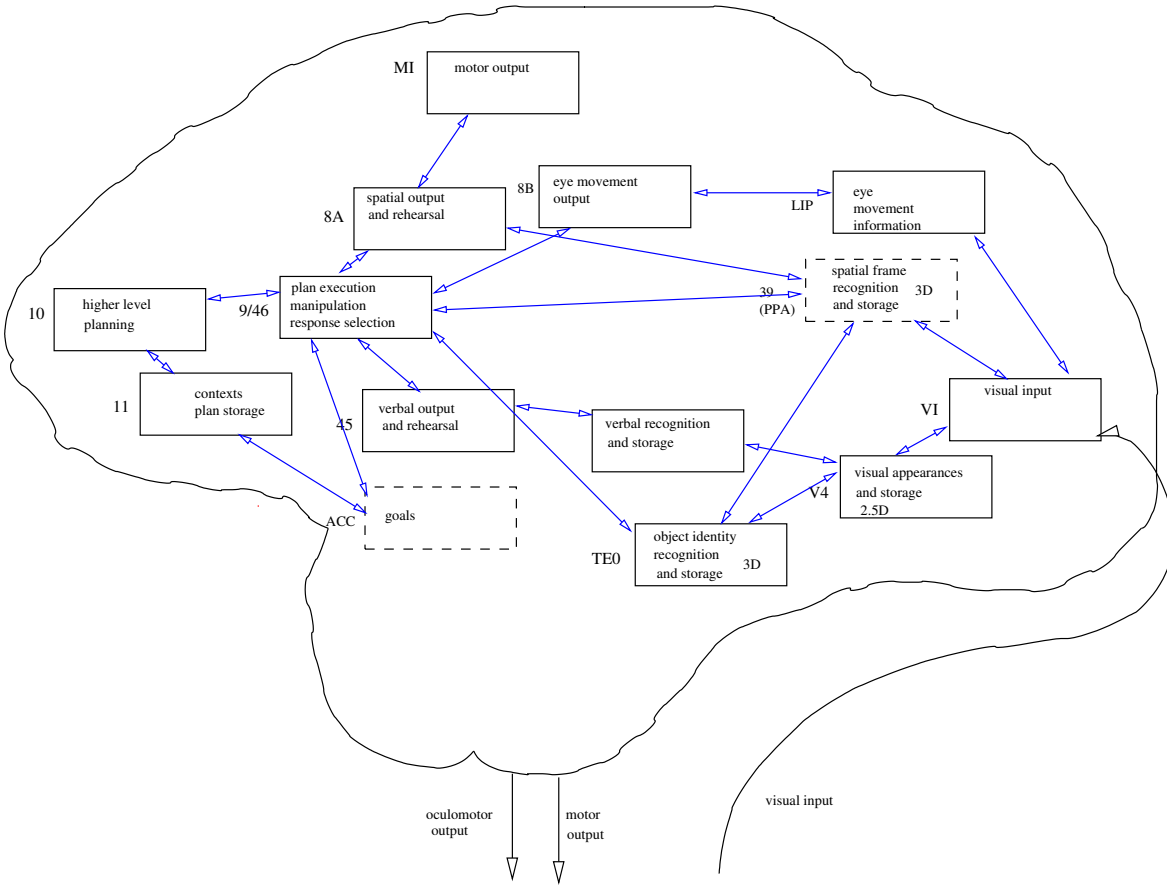 MI
motor output
8A
spatial output
and rehearsal
8B
eye movement
output
LIP
eye
movement
information
10
higher level
planning
9/46
plan execution
manipulation
response selection
39
(PPA)
spatial frame
recognition
and storage
3D
11
contexts
plan storage
45
verbal output
and rehearsal
verbal recognition
and storage
VI
visual input
V4
visual appearances
and storage
2.5D
ACC
goals
TE0
object identity
recognition
and storage
3D
oculomotor
output
motor
output
visual input